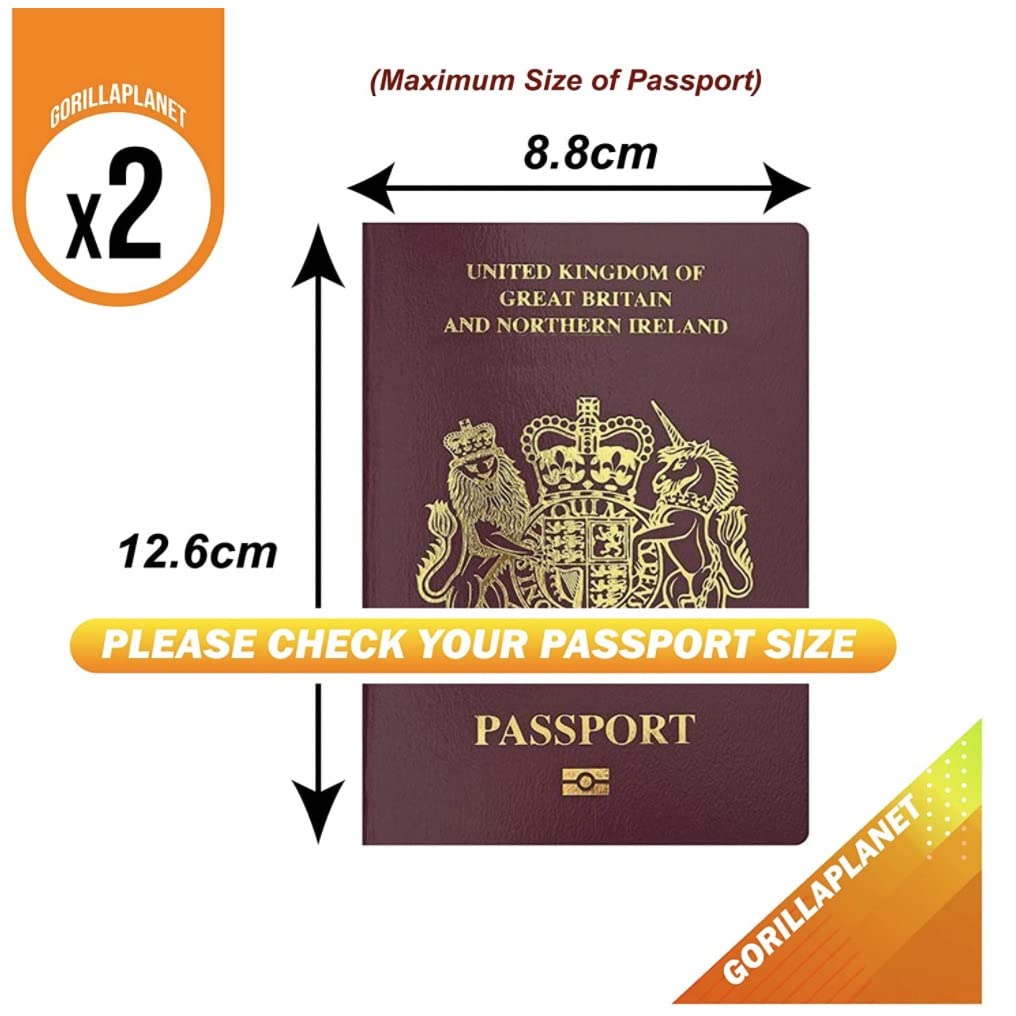 GORILLAPLANET
x2
(Maximum Size of Passport)
8.8cm
UNITED KINGDOM OF
GREAT BRITAIN
AND NORTHERN IRELAND
12.6cm
PLEASE CHECK YOUR PASSPORT SIZE
PASSPORT
GORILLAPLANET